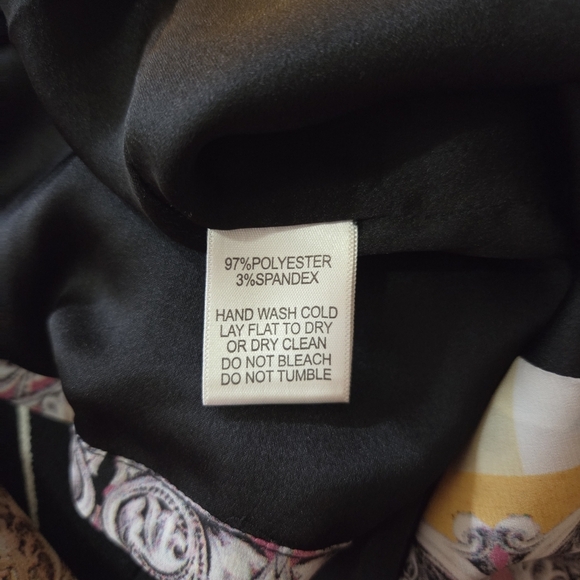 97%POLYESTER
3%SPANDEX
HAND WASH COLD
LAY FLAT TO DRY
OR DRY CLEAN
DO NOT BLEACH
DO NOT TUMBLE